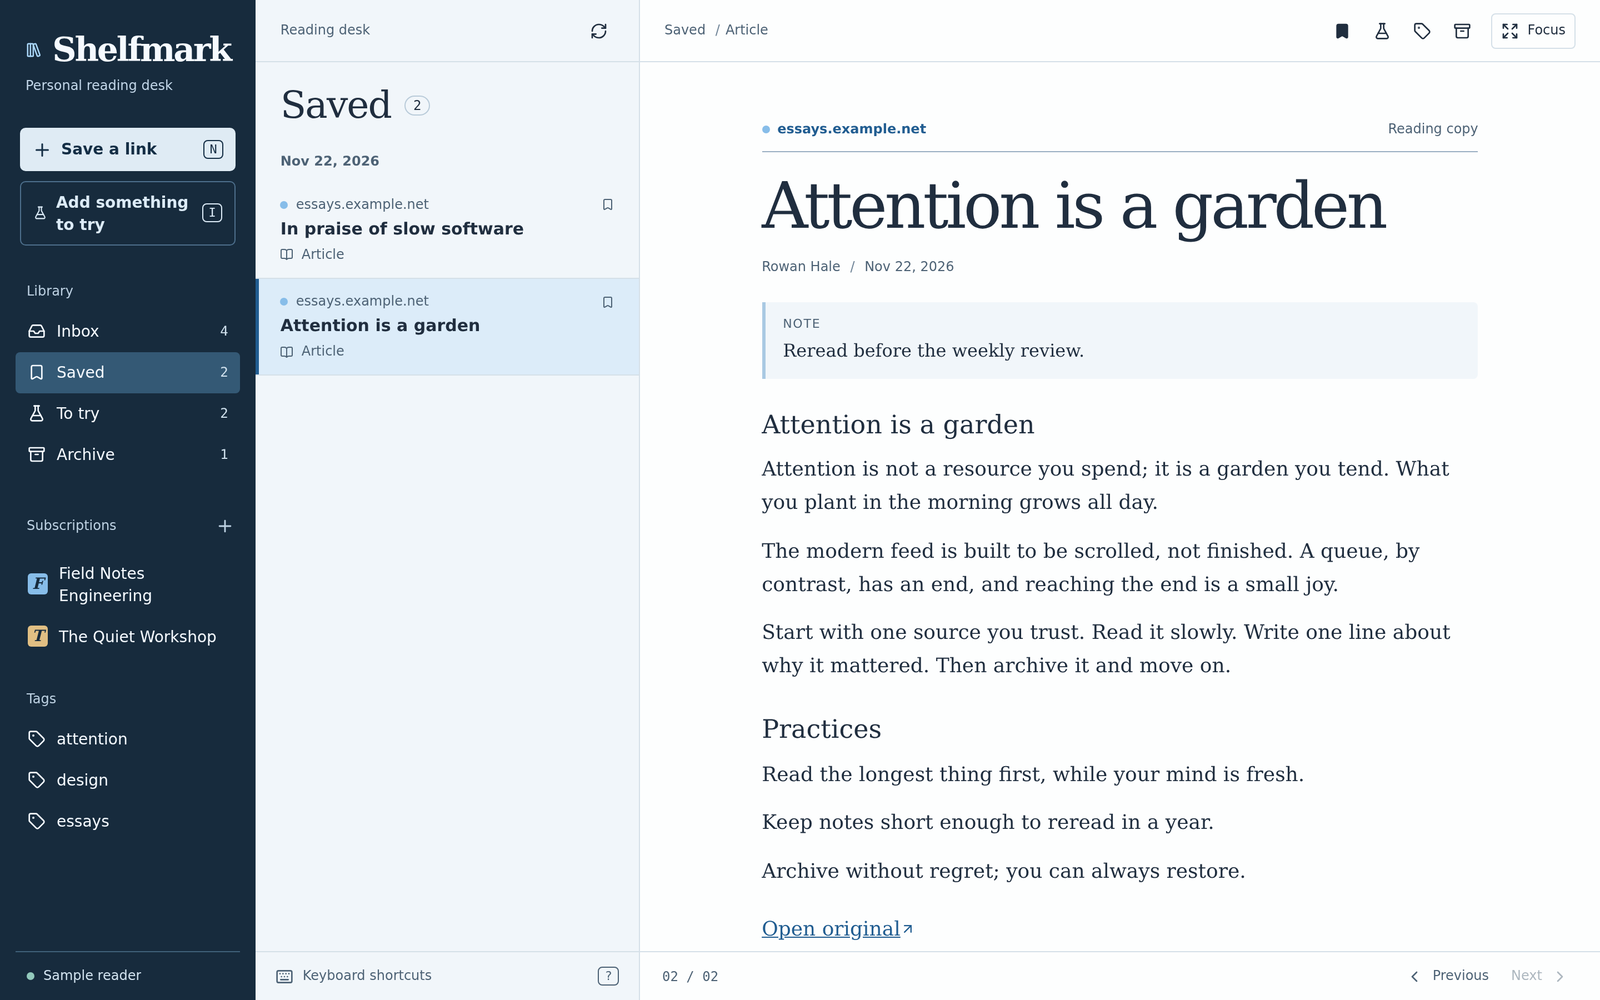 Shelfmark
Personal reading desk
Save a link N
Add something
to try I
Library
Inbox 4
Saved 2
To try 2
Archive 1
Subscriptions
F Field Notes
Engineering
T The Quiet Workshop
Tags
attention
design
essays
Sample reader
Reading desk
Saved 2
Nov 22, 2026
essays.example.net
In praise of slow software
Article
essays.example.net
Attention is a garden
Article
Keyboard shortcuts ?
Saved / Article
Focus
essays.example.net Reading copy
Attention is a garden
Rowan Hale / Nov 22, 2026
NOTE
Reread before the weekly review.
Attention is a garden
Attention is not a resource you spend; it is a garden you tend. What
you plant in the morning grows all day.
The modern feed is built to be scrolled, not finished. A queue, by
contrast, has an end, and reaching the end is a small joy.
Start with one source you trust. Read it slowly. Write one line about
why it mattered. Then archive it and move on.
Practices
Read the longest thing first, while your mind is fresh.
Keep notes short enough to reread in a year.
Archive without regret; you can always restore.
Open original
02 / 02
Previous Next